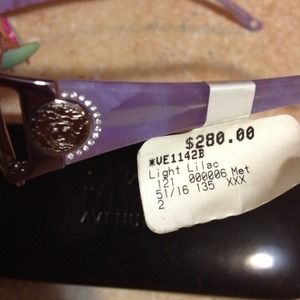 $280.00
*VE1142B
Light Lilac
121 000006 Met
51/16 135 XXX
2